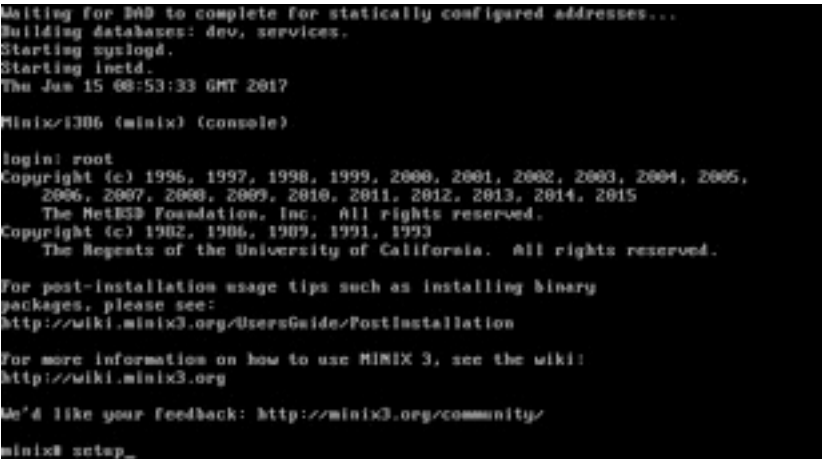 Waiting for DAD to complete for statically configured addresses...
Building databases: dev, services.
Starting syslogd.
Starting inetd.
Thu Jun 15 08:53:33 GMT 2017
Minix/i386 (minix) (console)
login: root
Copyright (c) 1996, 1997, 1998, 1999, 2000, 2001, 2002, 2003, 2004, 2005,
2006, 2007, 2008, 2009, 2010, 2011, 2012, 2013, 2014, 2015
The NetBSD Foundation, Inc. All rights reserved.
Copyright (c) 1982, 1986, 1989, 1991, 1993
The Regents of the University of California. All rights reserved.
For post-installation usage tips such as installing binary
packages, please see:
http://wiki.minix3.org/UsersGuide/PostInstallation
For more information on how to use MINIX 3, see the wiki:
http://wiki.minix3.org
We'd like your feedback: http://minix3.org/community/
minix# setup_